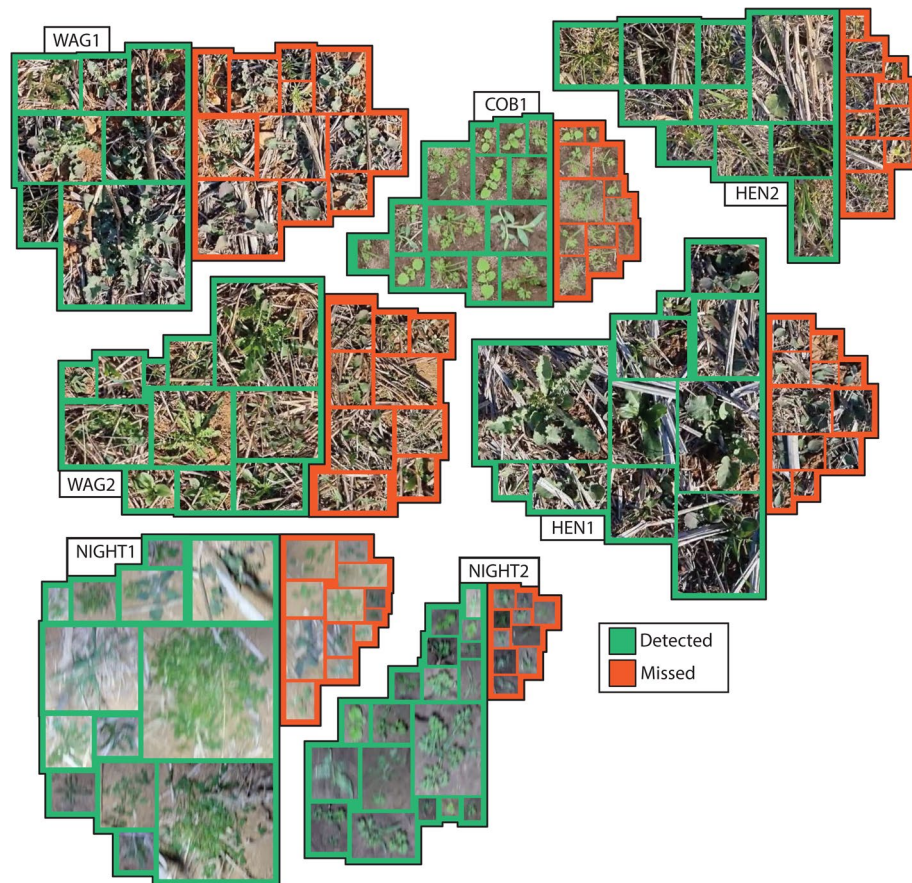 WAG1
HEN2
COB1
WAG2
HEN1
NIGHT1
NIGHT2
Detected
Missed